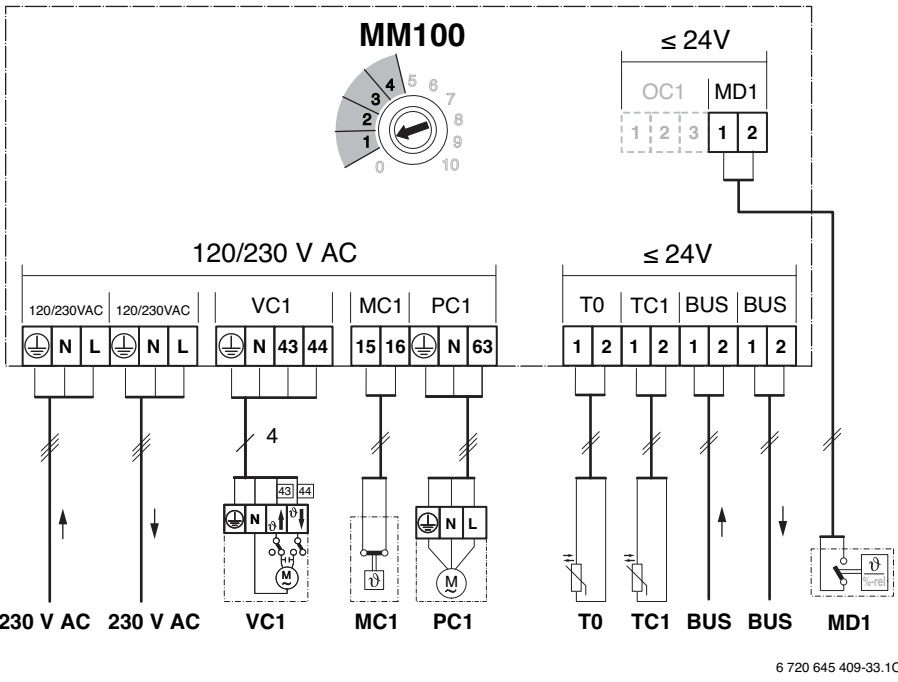 MM100
≤ 24V
OC1 MD1
1 2 3 1 2
0 1 2 3 4 5 6 7 8 9 10
120/230 V AC
≤ 24V
120/230VAC 120/230VAC VC1 MC1 PC1 T0 TC1 BUS BUS
N L N L N 43 44 15 16 N 63 1 2 1 2 1 2 1 2
4
43 44
N ϑ ϑ
N L
M
~
ϑ
M
~
ϑ
%-rel
230 V AC 230 V AC VC1 MC1 PC1 T0 TC1 BUS BUS MD1
6 720 645 409-33.1O